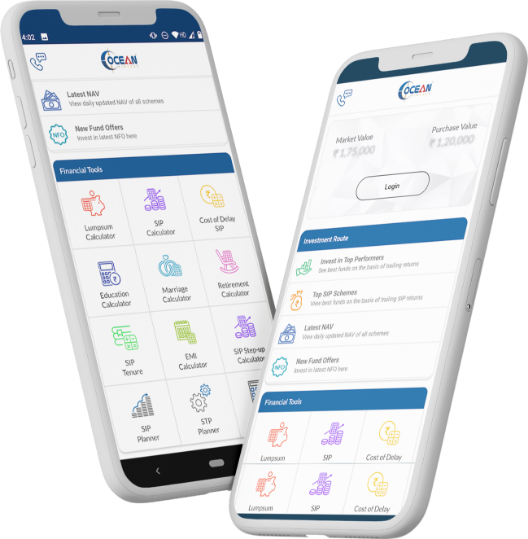 4:02
OCEAN
Latest NAV
View daily updated NAV of all schemes
NFO
New Fund Offers
Invest in latest NFO here
Financial Tools
Lumpsum
Calculator
SIP
Calculator
Cost of Delay
SIP
Education
Calculator
Marriage
Calculator
Retirement
Calculator
SIP
Tenure
EMI
Calculator
SIP Step-up
Calculator
SIP
Planner
STP
Planner
OCEAN
Market Value
₹ 1,75,000
Purchase Value
₹ 1,20,000
Login
Investment Route
Invest in Top Performers
See best funds on the basis of trailing returns
Top SIP Schemes
View best funds on the basis of trailing SIP returns
Latest NAV
View daily updated NAV of all schemes
NFO
New Fund Offers
Invest in latest NFO here
Financial Tools
Lumpsum
SIP
Cost of Delay
Lumpsum
SIP
Cost of Delay